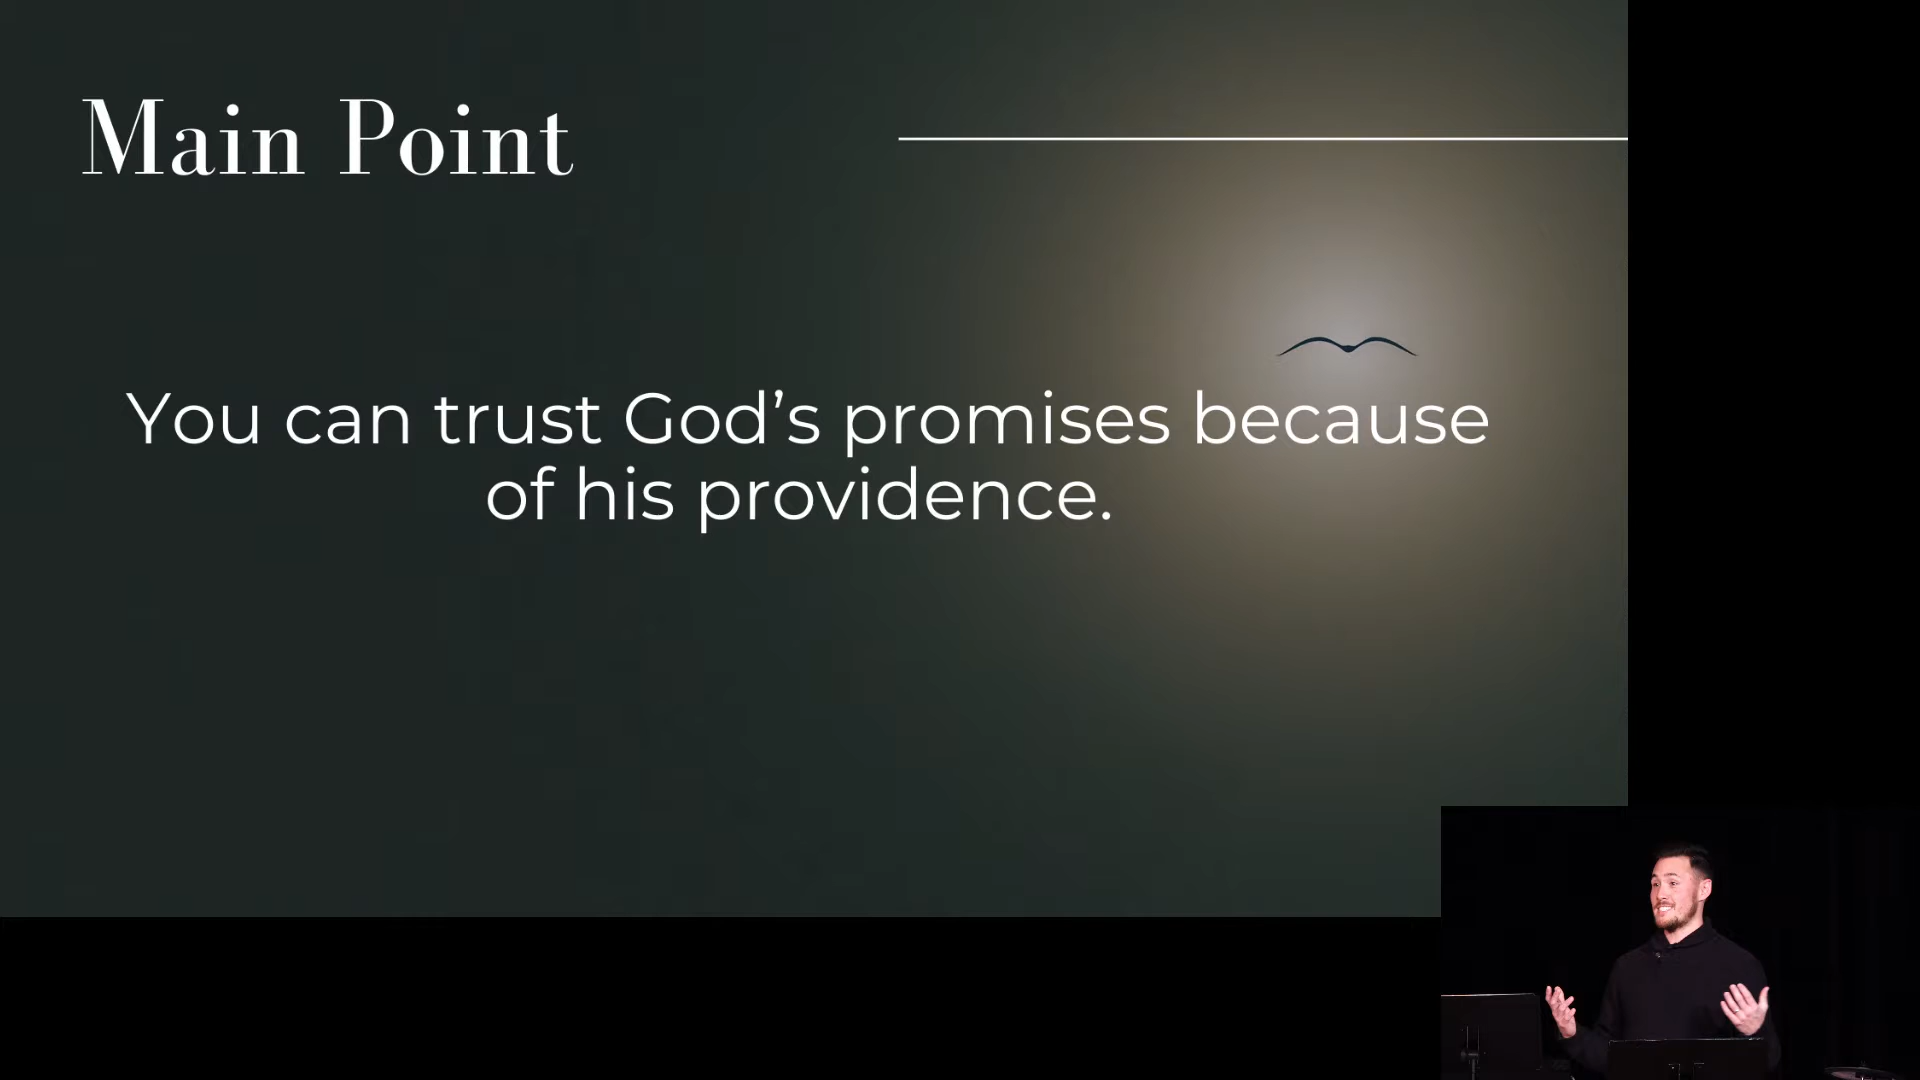 Main Point
You can trust God’s promises because
of his providence.